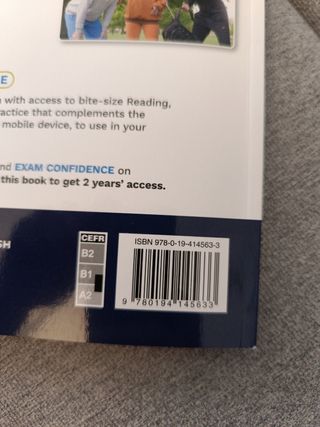 E
with access to bite-size Reading,
actice that complements the
mobile device, to use in your
nd EXAM CONFIDENCE on
this book to get 2 years' access.
SH
CEFR
B2
B1
A2
ISBN 978-0-19-414563-3
9 780194 145633